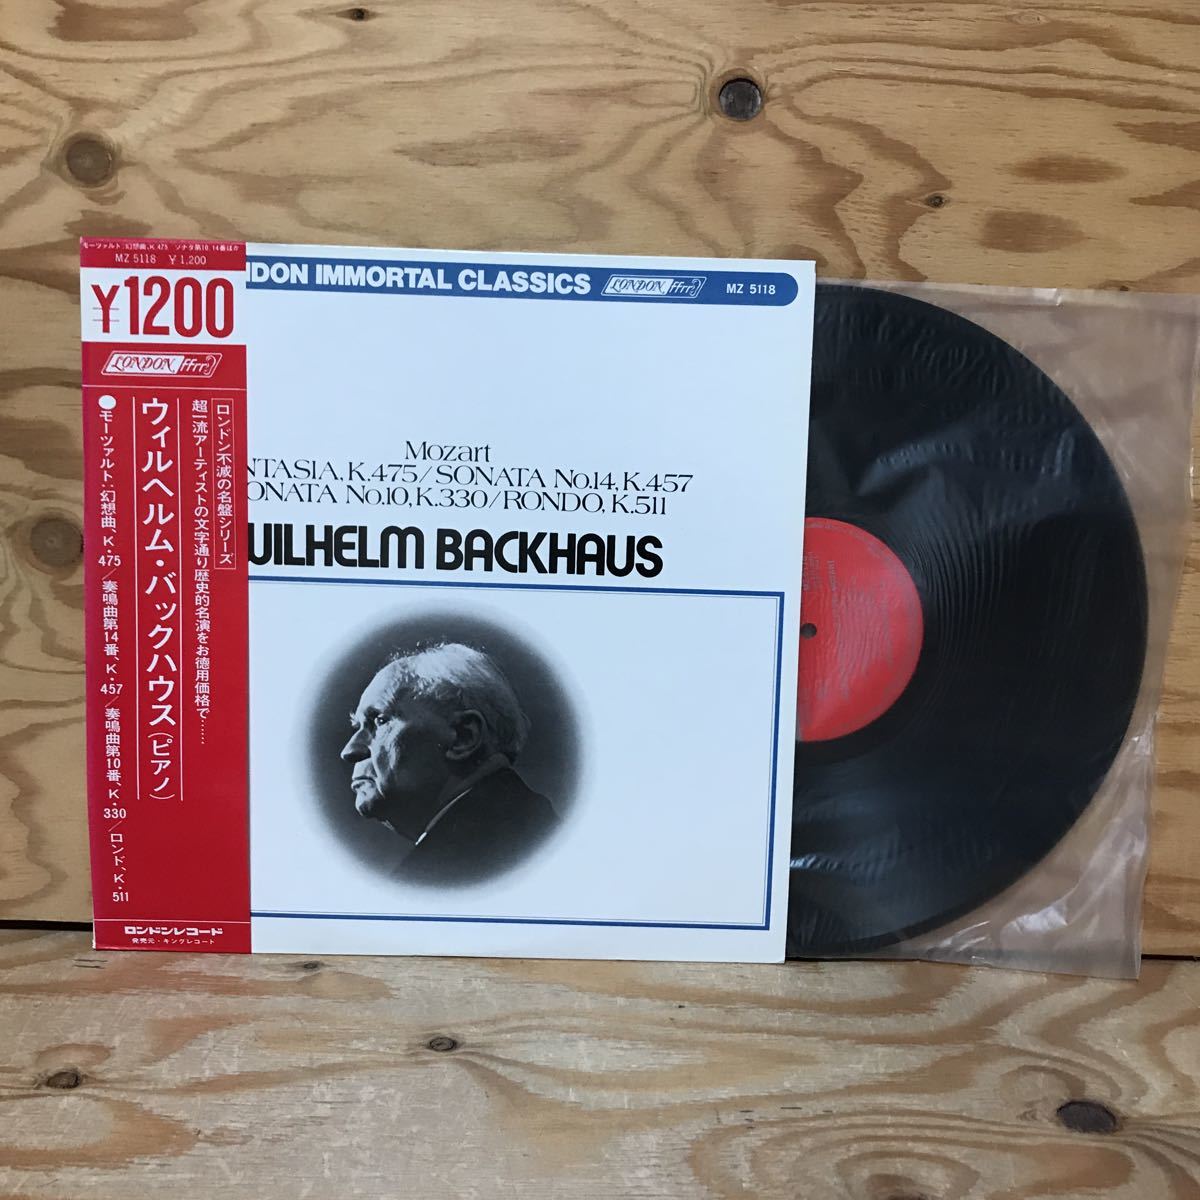 モーツァルト:幻想曲、K.475 ソナタ第10 14番ほか
MZ 5118 ¥1,200
¥1200
LONDON ffrr
ロンドン不滅の名盤シリーズ
超一流アーティストの文字通り歴史的名演をお徳用価格で……
ウィルヘルム・バックハウス(ピアノ)
●モーツァルト:幻想曲、K・475/奏鳴曲第14番、K・457/奏鳴曲第10番、K・330/ロンド、K・511
ロンドンレコード
発売元・キングレコード
NDON IMMORTAL CLASSICS LONDON ffrr MZ 5118
Mozart
NTASIA, K.475/SONATA No.14, K.457
ONATA No.10, K.330/RONDO, K.511
WILHELM BACKHAUS